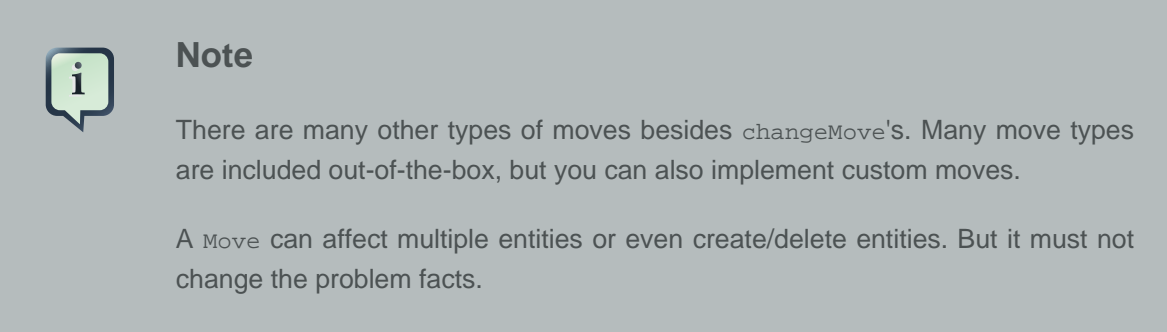 i
Note
There are many other types of moves besides changeMove's. Many move types
are included out-of-the-box, but you can also implement custom moves.
A Move can affect multiple entities or even create/delete entities. But it must not
change the problem facts.